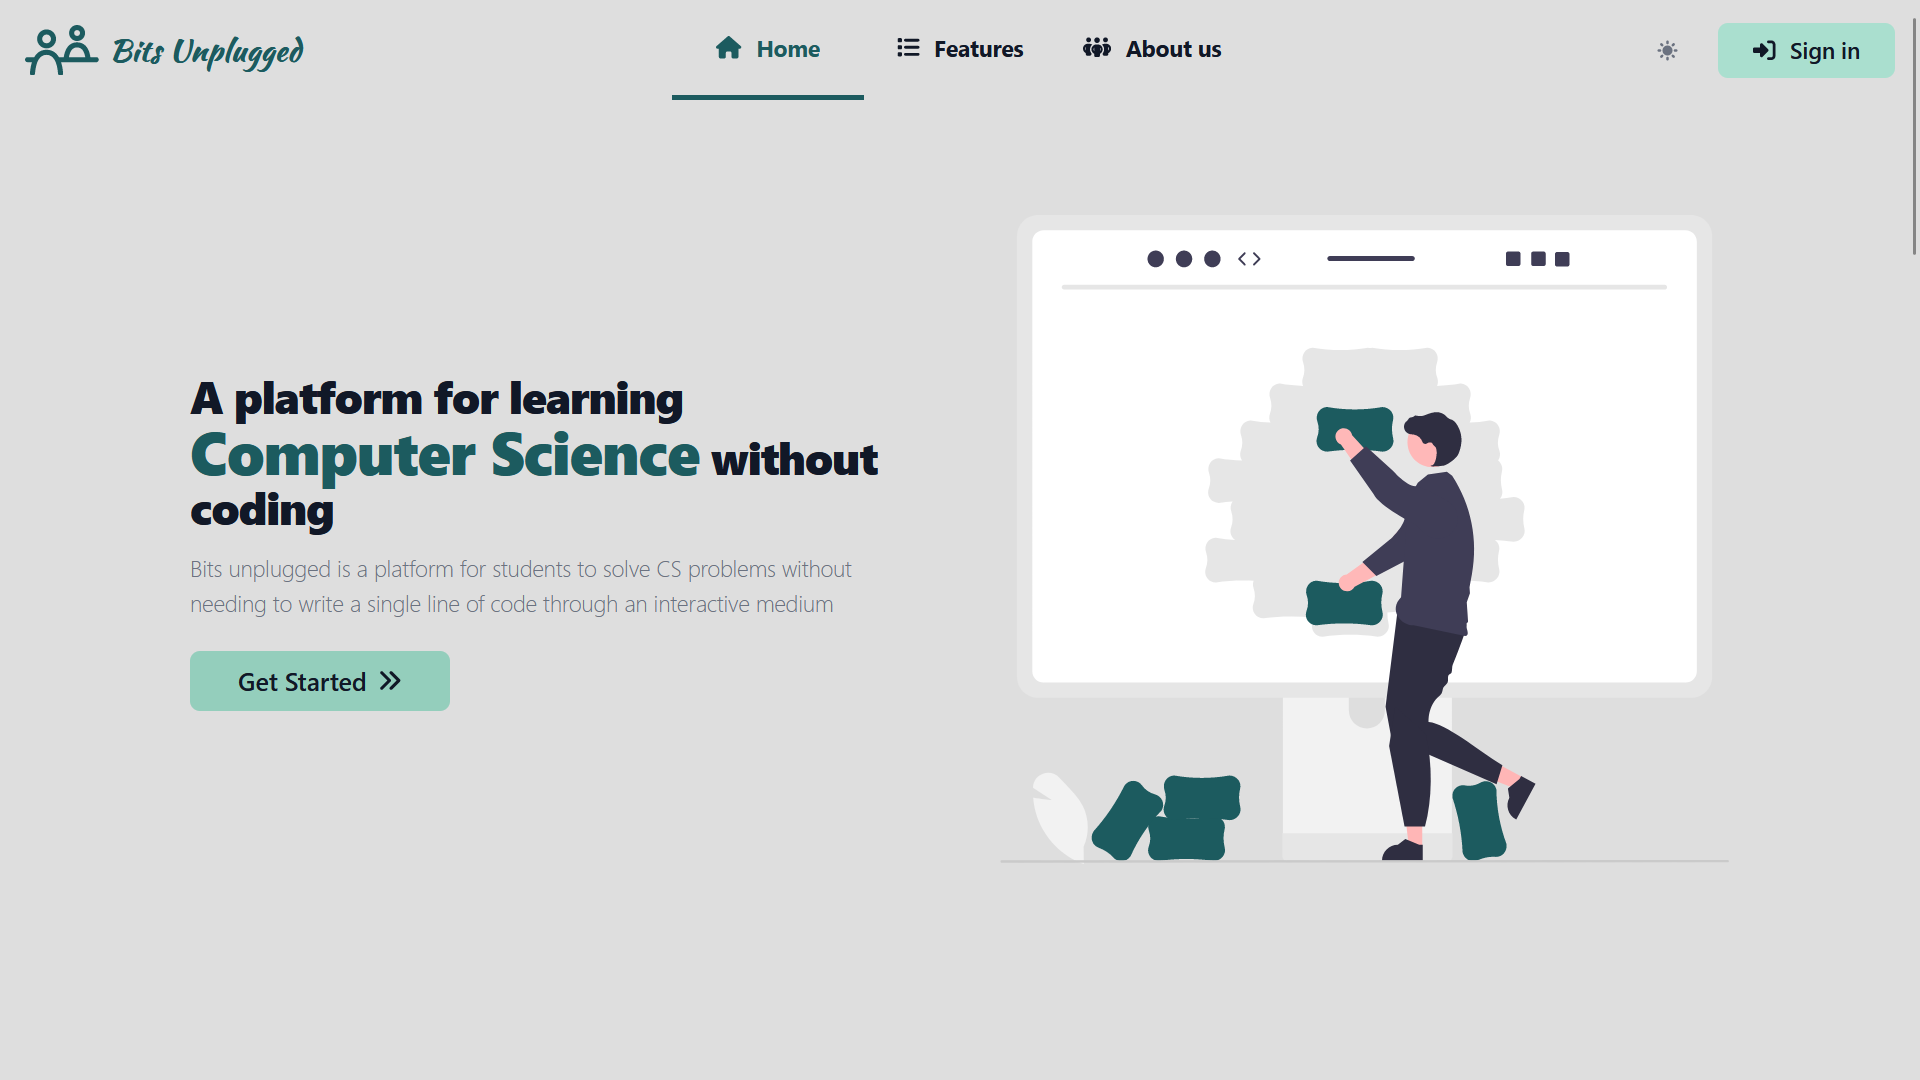 Bits Unplugged
Home
Features
About us
Sign in
A platform for learning
Computer Science without
coding
Bits unplugged is a platform for students to solve CS problems without
needing to write a single line of code through an interactive medium
Get Started